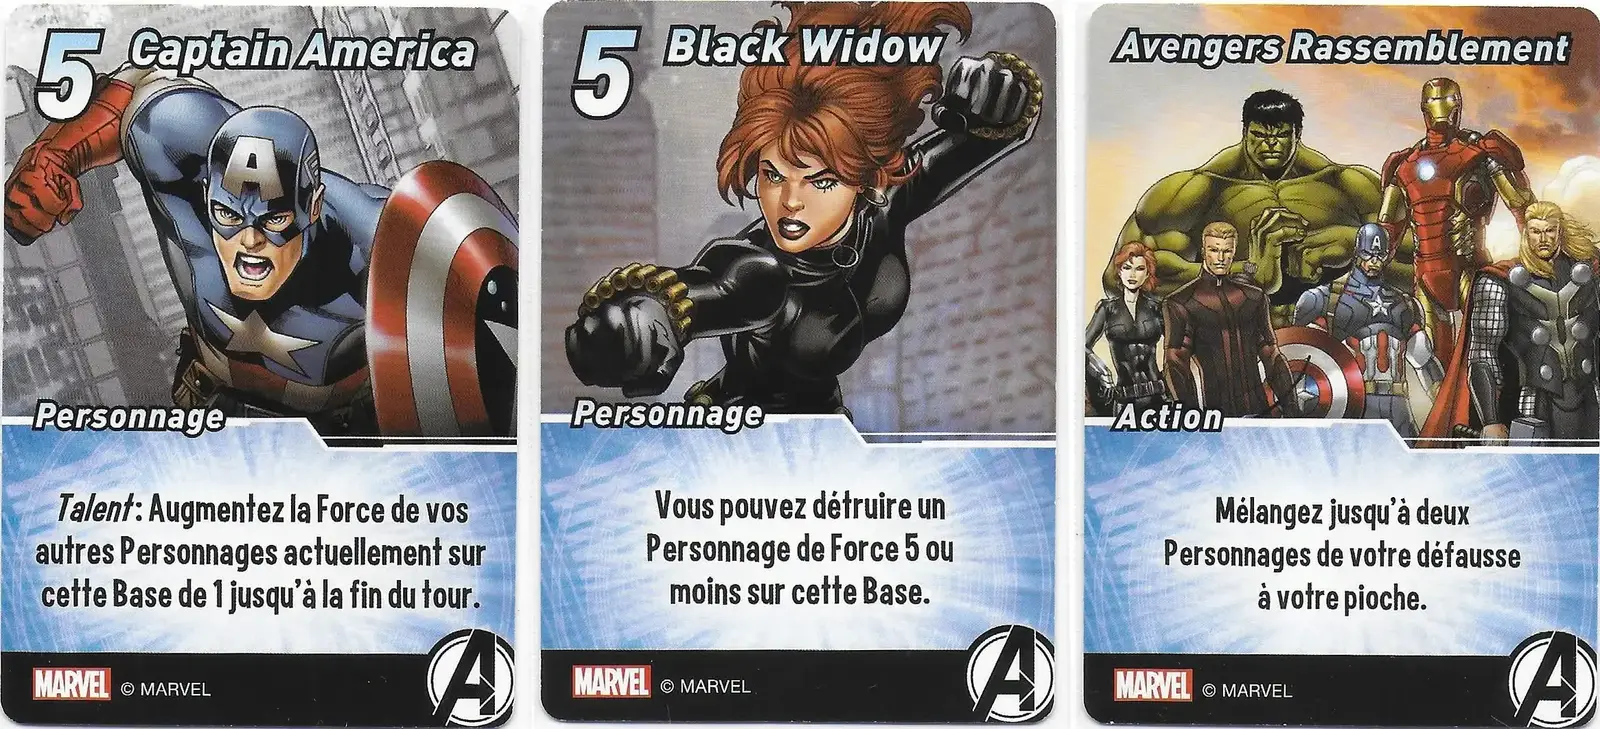 5
Captain America
Personnage
Talent : Augmentez la Force de vos
autres Personnages actuellement sur
cette Base de 1 jusqu'à la fin du tour.
MARVEL © MARVEL
5
Black Widow
Personnage
Vous pouvez détruire un
Personnage de Force 5 ou
moins sur cette Base.
MARVEL © MARVEL
Avengers Rassemblement
Action
Mélangez jusqu'à deux
Personnages de votre défausse
à votre pioche.
MARVEL © MARVEL